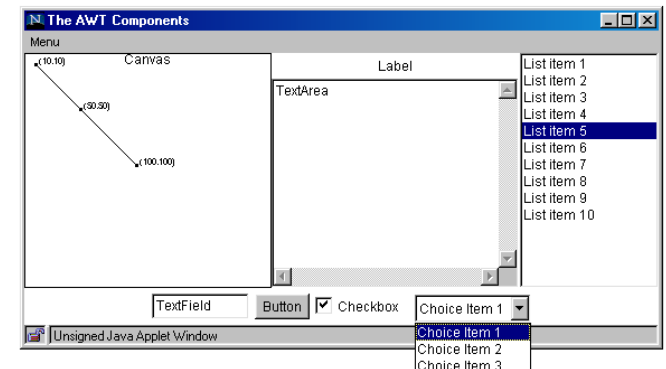 The AWT Components
Menu
Canvas
(10.10)
(50.50)
(100.100)
Label
TextArea
List item 1
List item 2
List item 3
List item 4
List item 5
List item 6
List item 7
List item 8
List item 9
List item 10
TextField
Button
Checkbox
Choice Item 1
Choice Item 1
Choice Item 2
Choice Item 3
Unsigned Java Applet Window